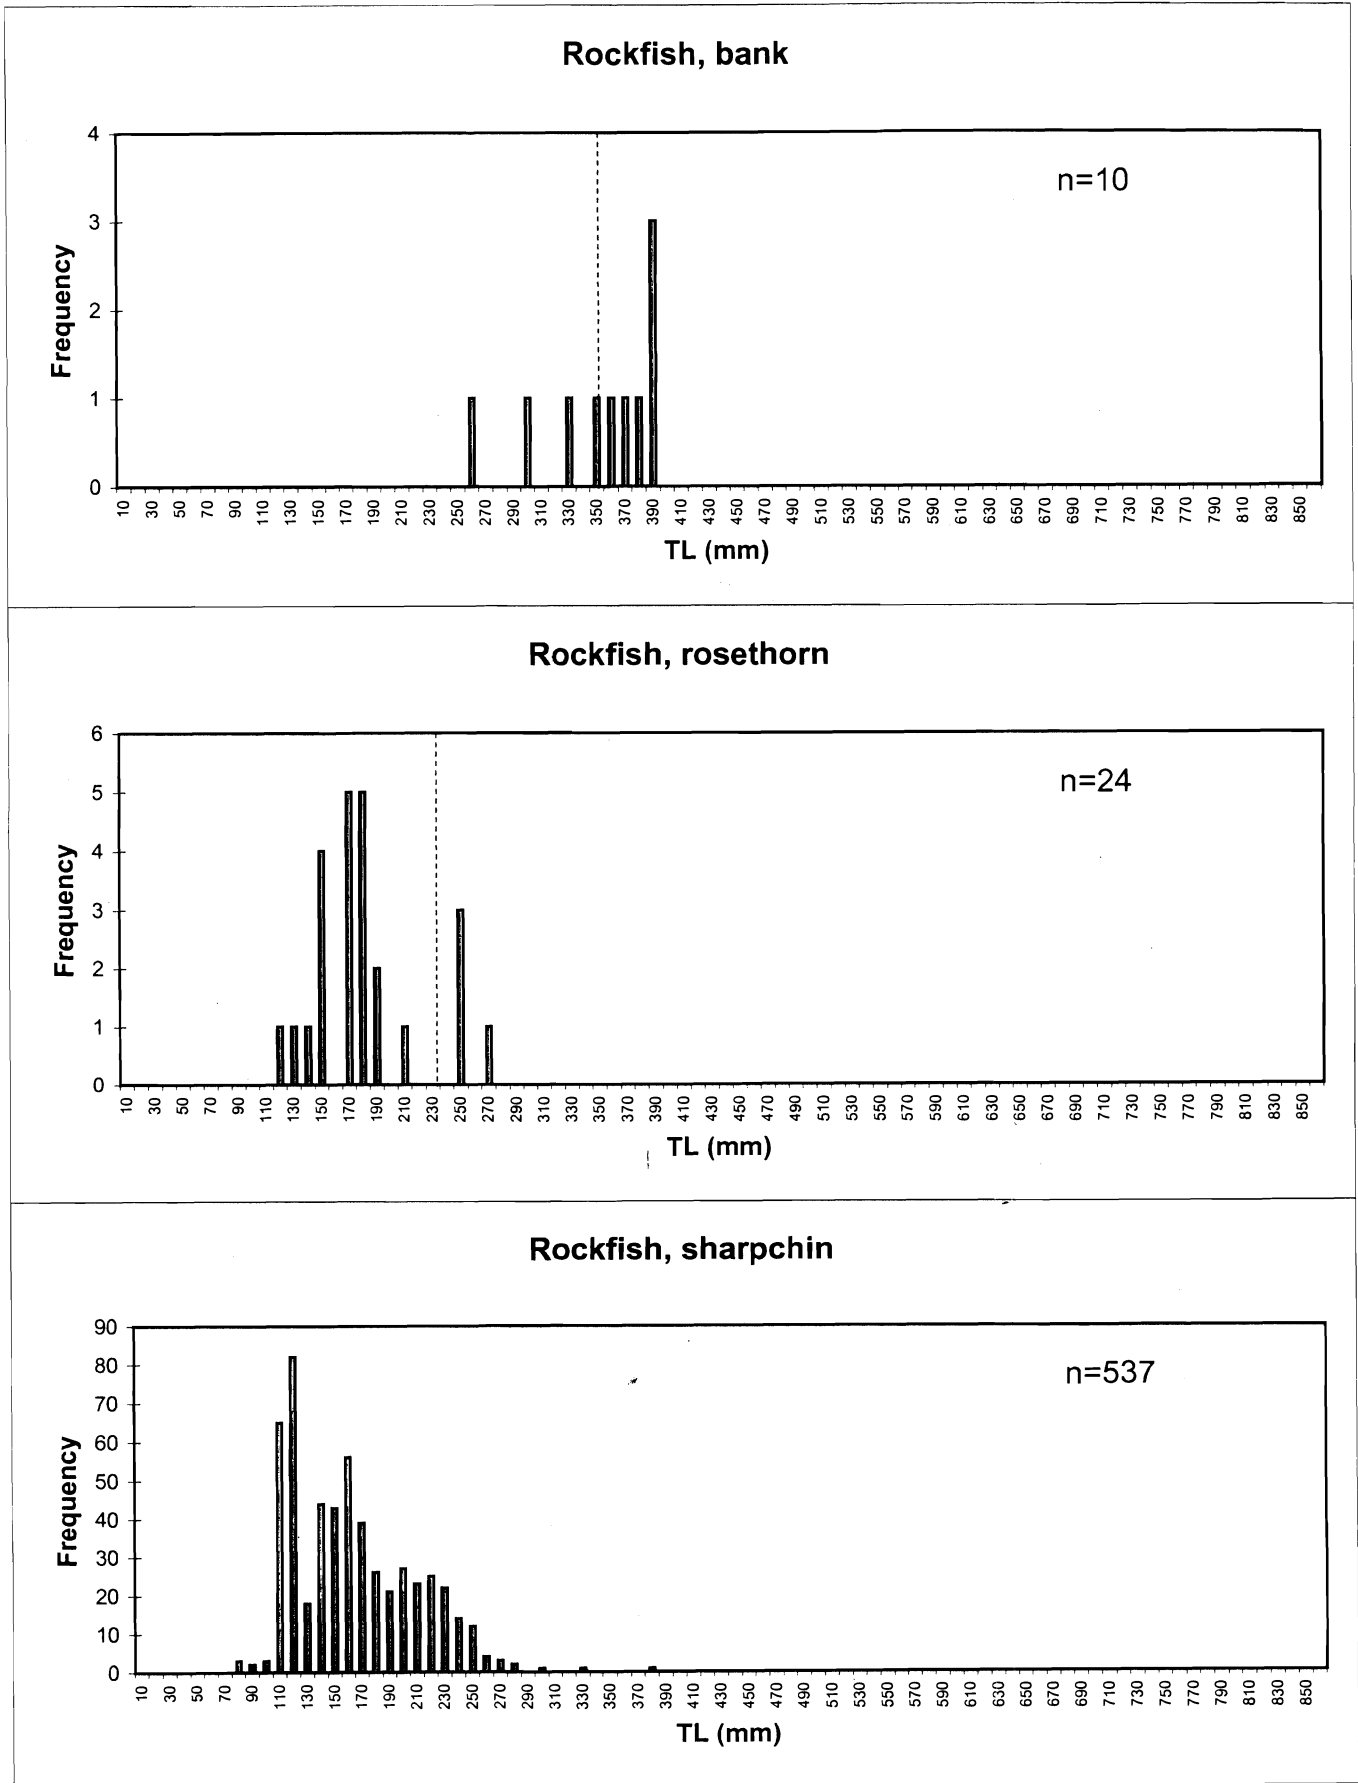 Rockfish, bank
4
3
2
1
0
Frequency
n=10
10 30 50 70 90 110 130 150 170 190 210 230 250 270 290 310 330 350 370 390 410 430 450 470 490 510 530 550 570 590 610 630 650 670 690 710 730 750 770 790 810 830 850
TL (mm)
Rockfish, rosethorn
6
5
4
3
2
1
0
Frequency
n=24
10 30 50 70 90 110 130 150 170 190 210 230 250 270 290 310 330 350 370 390 410 430 450 470 490 510 530 550 570 590 610 630 650 670 690 710 730 750 770 790 810 830 850
TL (mm)
Rockfish, sharpchin
90
80
70
60
50
40
30
20
10
0
Frequency
n=537
10 30 50 70 90 110 130 150 170 190 210 230 250 270 290 310 330 350 370 390 410 430 450 470 490 510 530 550 570 590 610 630 650 670 690 710 730 750 770 790 810 830 850
TL (mm)